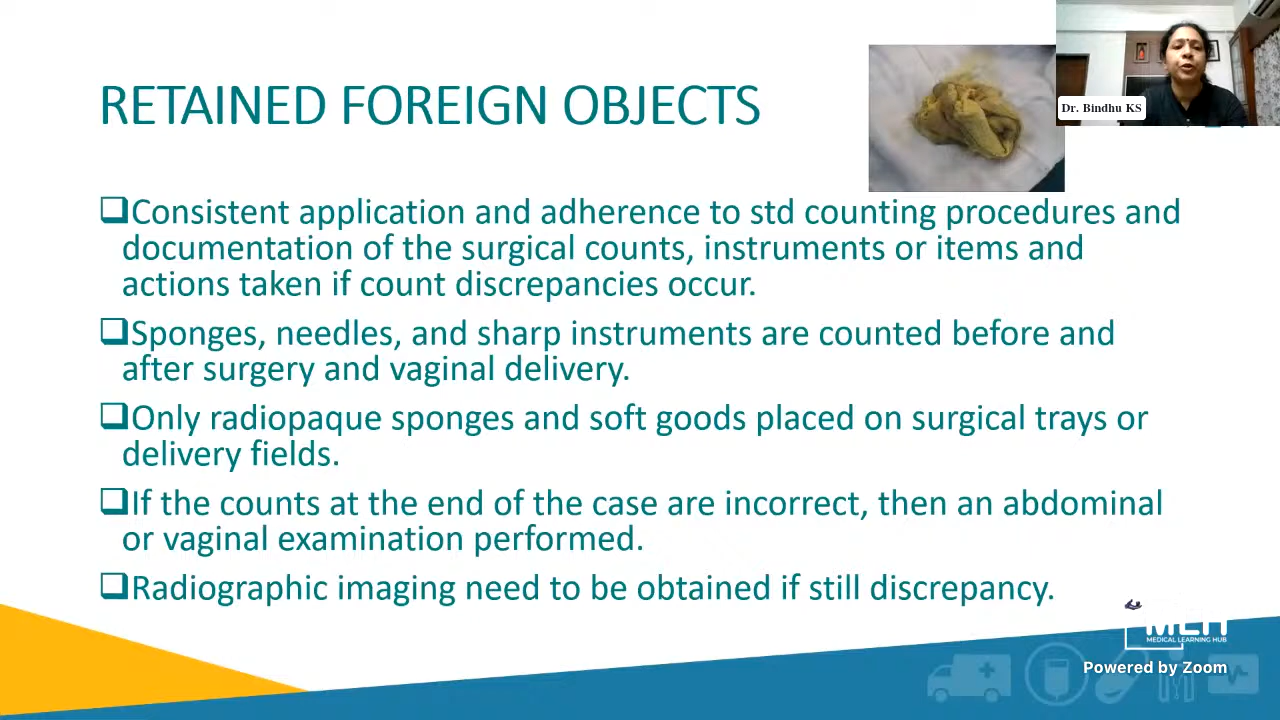 RETAINED FOREIGN OBJECTS
Dr. Bindhu KS
❑Consistent application and adherence to std counting procedures and
documentation of the surgical counts, instruments or items and
actions taken if count discrepancies occur.
❑Sponges, needles, and sharp instruments are counted before and
after surgery and vaginal delivery.
❑Only radiopaque sponges and soft goods placed on surgical trays or
delivery fields.
❑If the counts at the end of the case are incorrect, then an abdominal
or vaginal examination performed.
❑Radiographic imaging need to be obtained if still discrepancy.
MEDICAL LEARNING HUB
Powered by Zoom